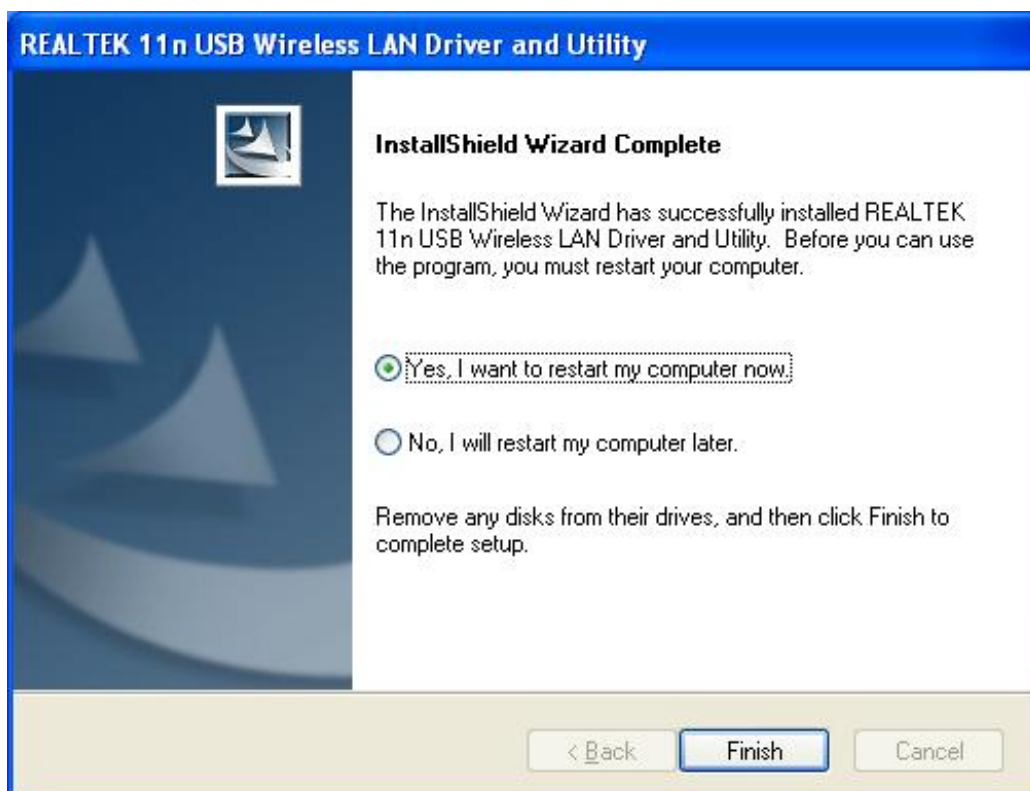 REALTEK 11n USB Wireless LAN Driver and Utility
InstallShield Wizard Complete
The InstallShield Wizard has successfully installed REALTEK
11n USB Wireless LAN Driver and Utility.  Before you can use
the program, you must restart your computer.
Yes, I want to restart my computer now.
No, I will restart my computer later.
Remove any disks from their drives, and then click Finish to
complete setup.
< Back
Finish
Cancel